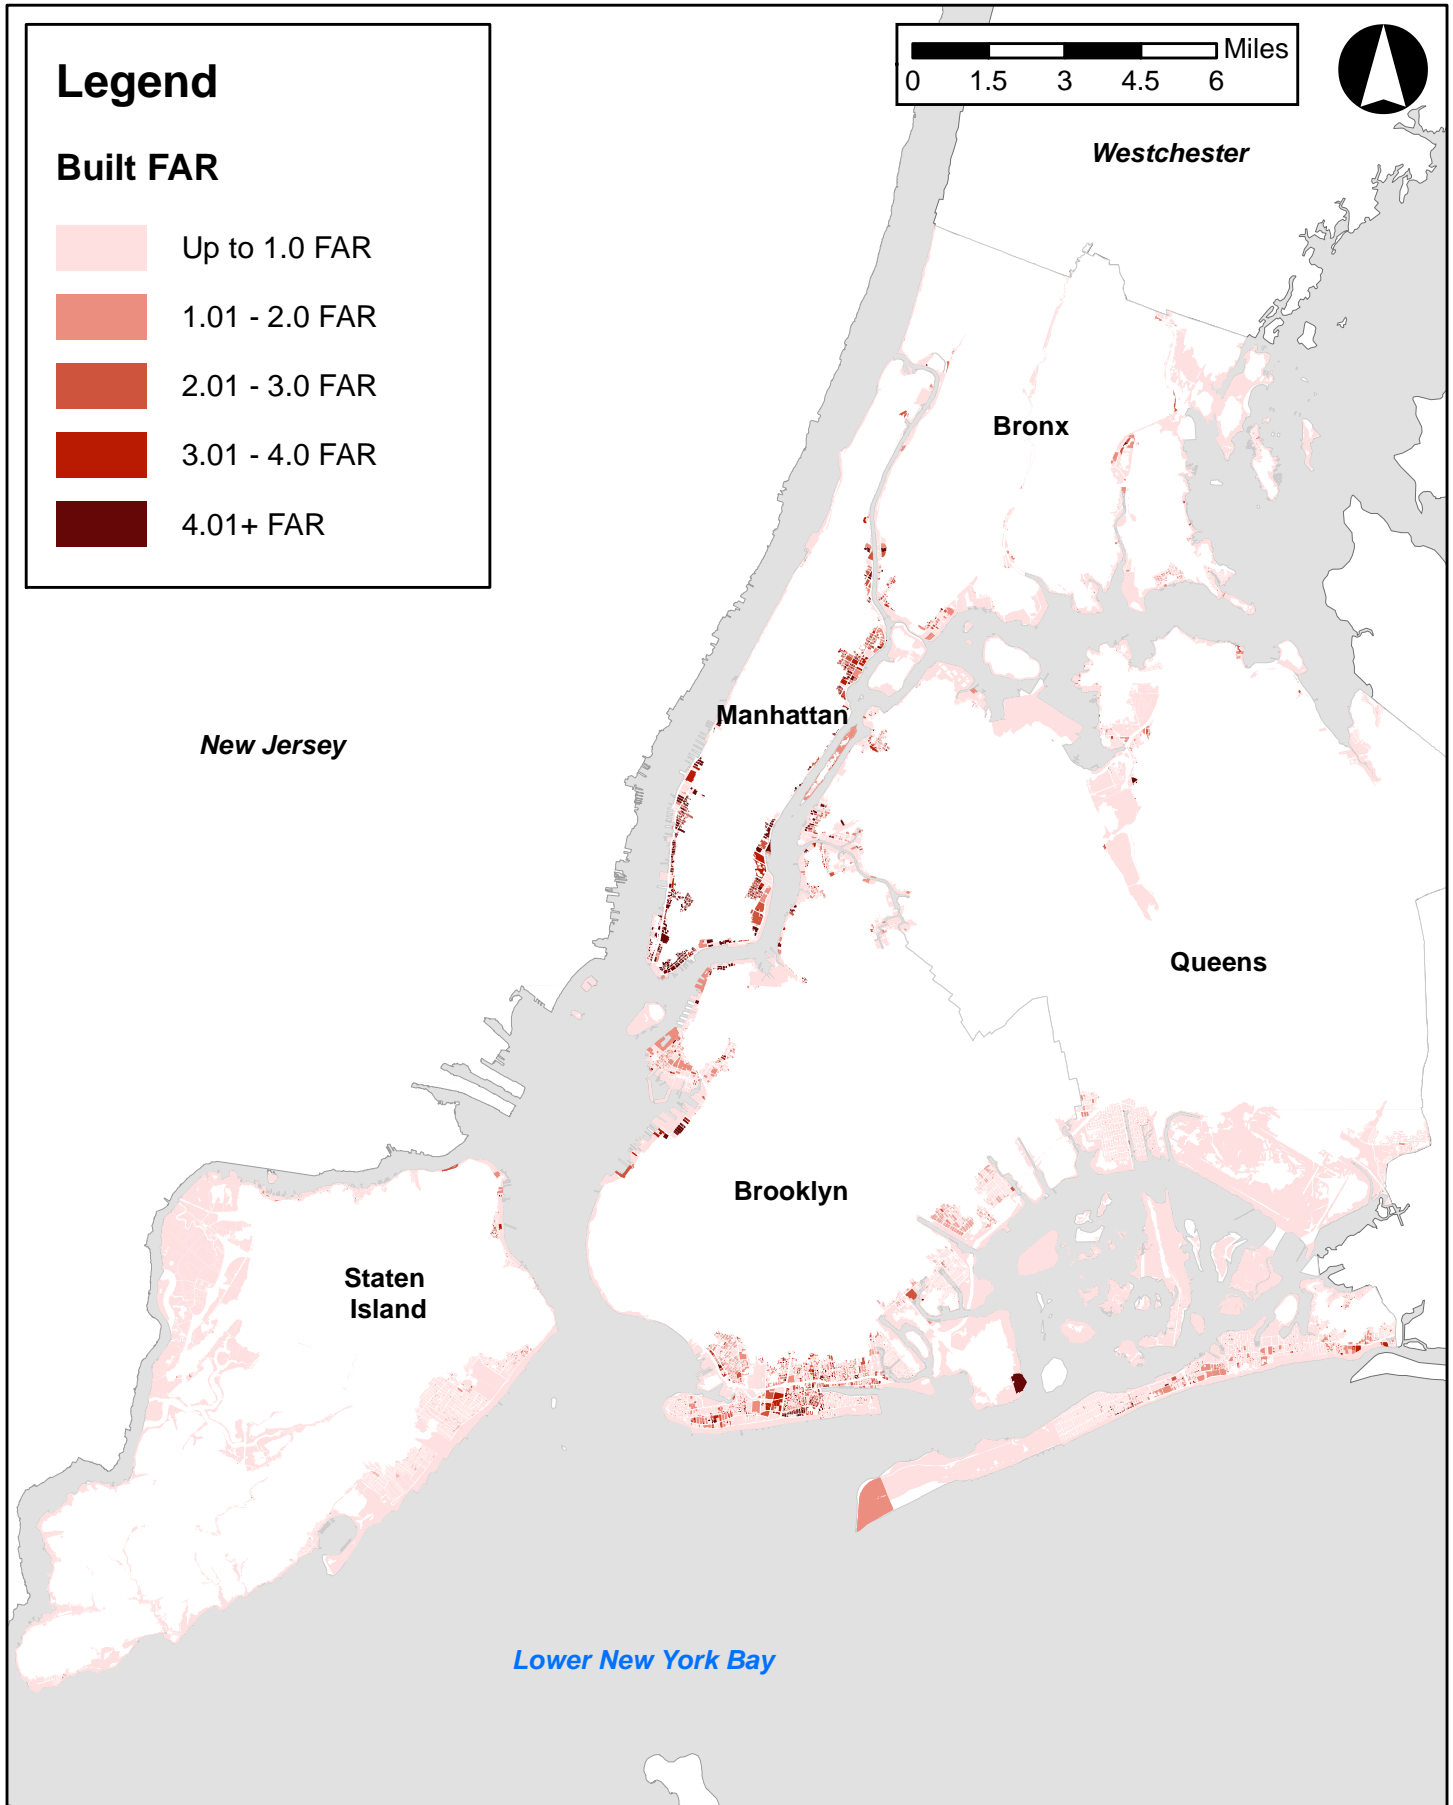 Legend
Built FAR
Up to 1.0 FAR
1.01 - 2.0 FAR
2.01 - 3.0 FAR
3.01 - 4.0 FAR
4.01+ FAR
Miles
0 1.5 3 4.5 6
Westchester
Bronx
Manhattan
New Jersey
Queens
Brooklyn
Staten
Island
Lower New York Bay